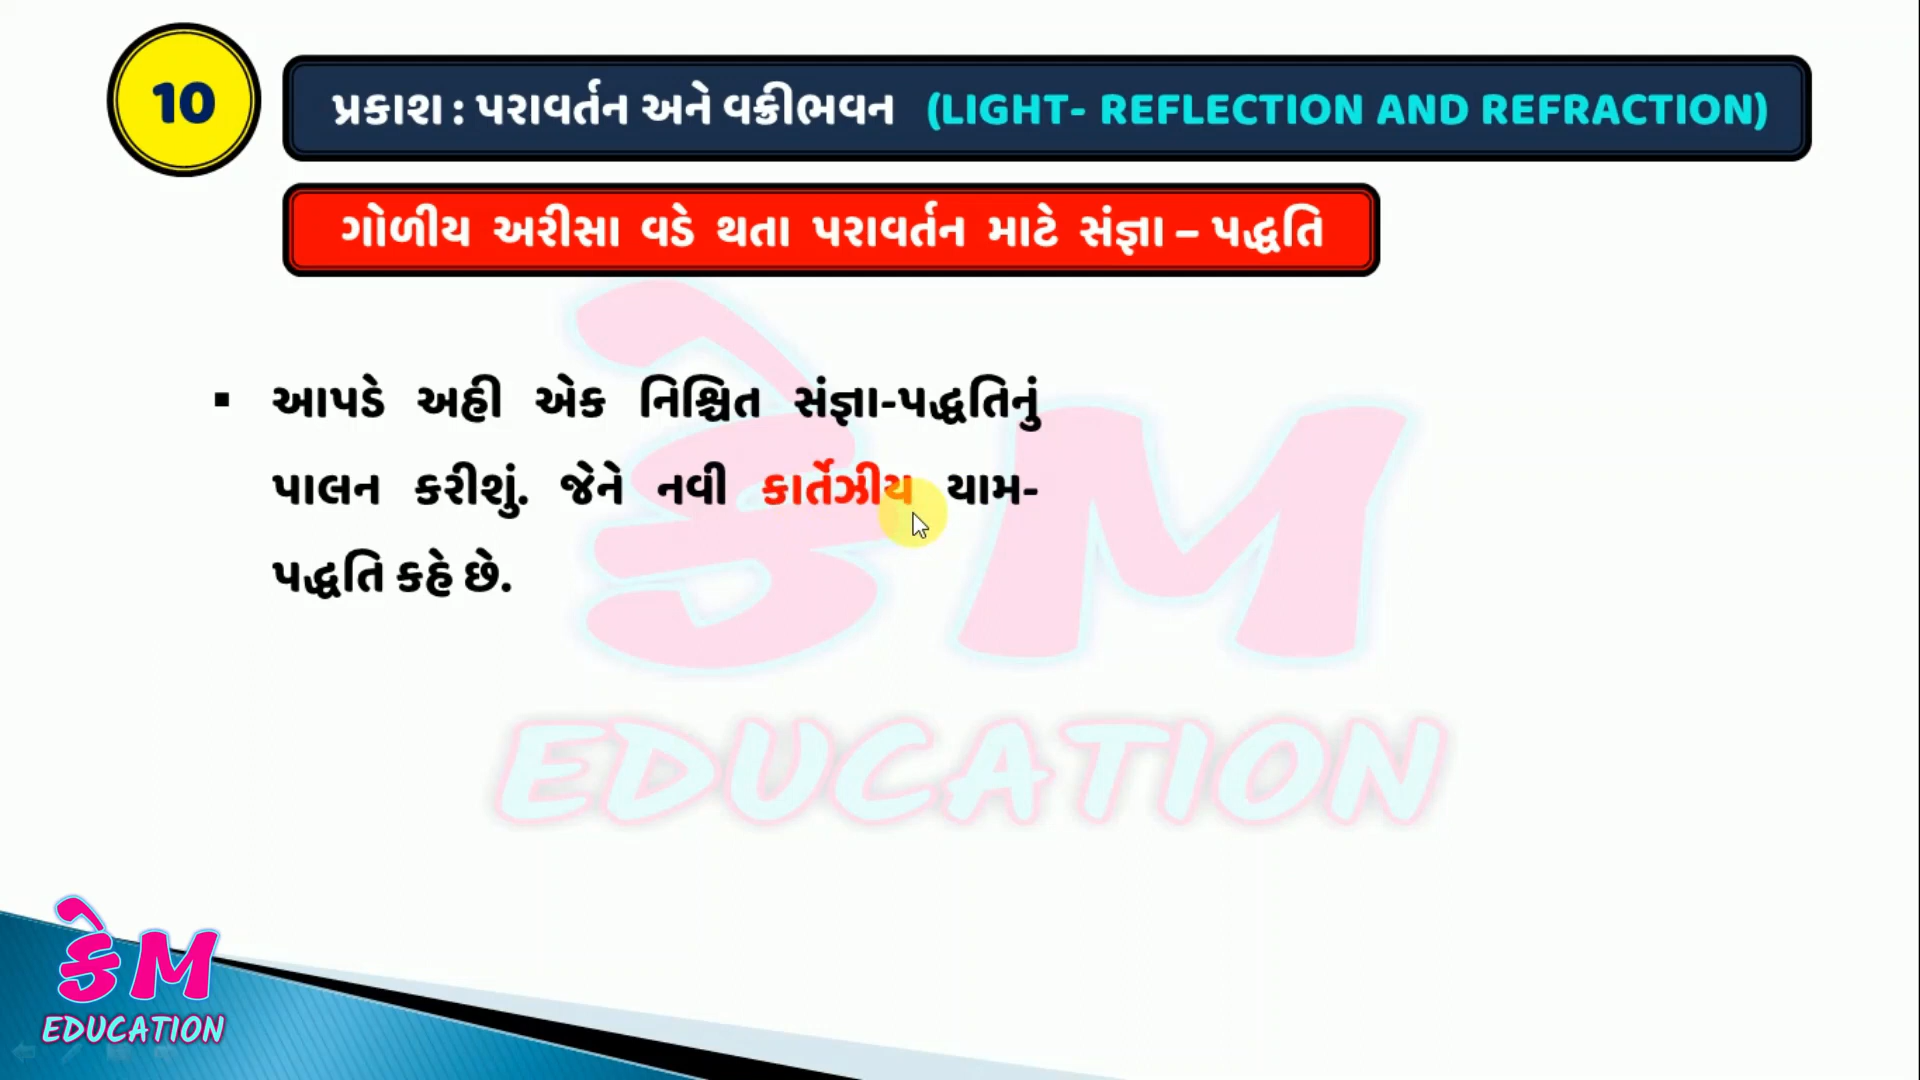 10
પ્રકાશ : પરાવર્તન અને વક્રીભવન (LIGHT- REFLECTION AND REFRACTION)
ગોળીય અરીસા વડે થતા પરાવર્તન માટે સંજ્ઞા – પદ્ધતિ
▪ આપડે અહી એક નિશ્ચિત સંજ્ઞા-પદ્ધતિનું
પાલન કરીશું. જેને નવી કાર્તેઝીય યામ-
પદ્ધતિ કહે છે.
કેM
EDUCATION
કેM
EDUCATION